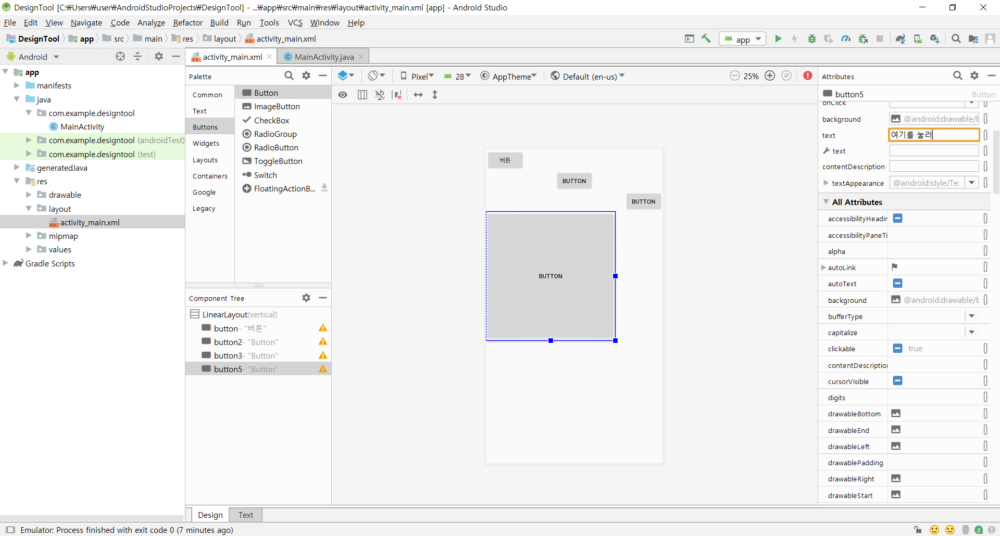 DesignTool [C:₩Users₩user₩AndroidStudioProjects₩DesignTool] - ...₩app₩src₩main₩res₩layout₩activity_main.xml [app] - Android Studio
File Edit View Navigate Code Analyze Refactor Build Run Tools VCS Window Help
DesignTool app src main res layout activity_main.xml
app
Android
activity_main.xml
MainActivity.java
app
manifests
java
com.example.designtool
MainActivity
com.example.designtool (androidTest)
com.example.designtool (test)
generatedJava
res
drawable
layout
activity_main.xml
mipmap
values
Gradle Scripts
Palette
Common
Text
Buttons
Widgets
Layouts
Containers
Google
Legacy
Button
ImageButton
CheckBox
RadioGroup
RadioButton
ToggleButton
Switch
FloatingActionB...
Component Tree
LinearLayout(vertical)
button- "버튼"
button2- "Button"
button3- "Button"
button5- "Button"
Pixel 28 AppTheme Default (en-us) 25%
버튼
BUTTON
BUTTON
BUTTON
Attributes
button5 Button
onClick
background @android:drawable/b
text 여기를 눌러
text
contentDescription
textAppearance @android:style/Te:
All Attributes
accessibilityHeadin
accessibilityPaneTi
alpha
autoLink
autoText
background @android:drawable/b
bufferType
capitalize
clickable true
contentDescription
cursorVisible
digits
drawableBottom
drawableEnd
drawableLeft
drawablePadding
drawableRight
drawableStart
Design Text
Emulator: Process finished with exit code 0 (7 minutes ago)
2